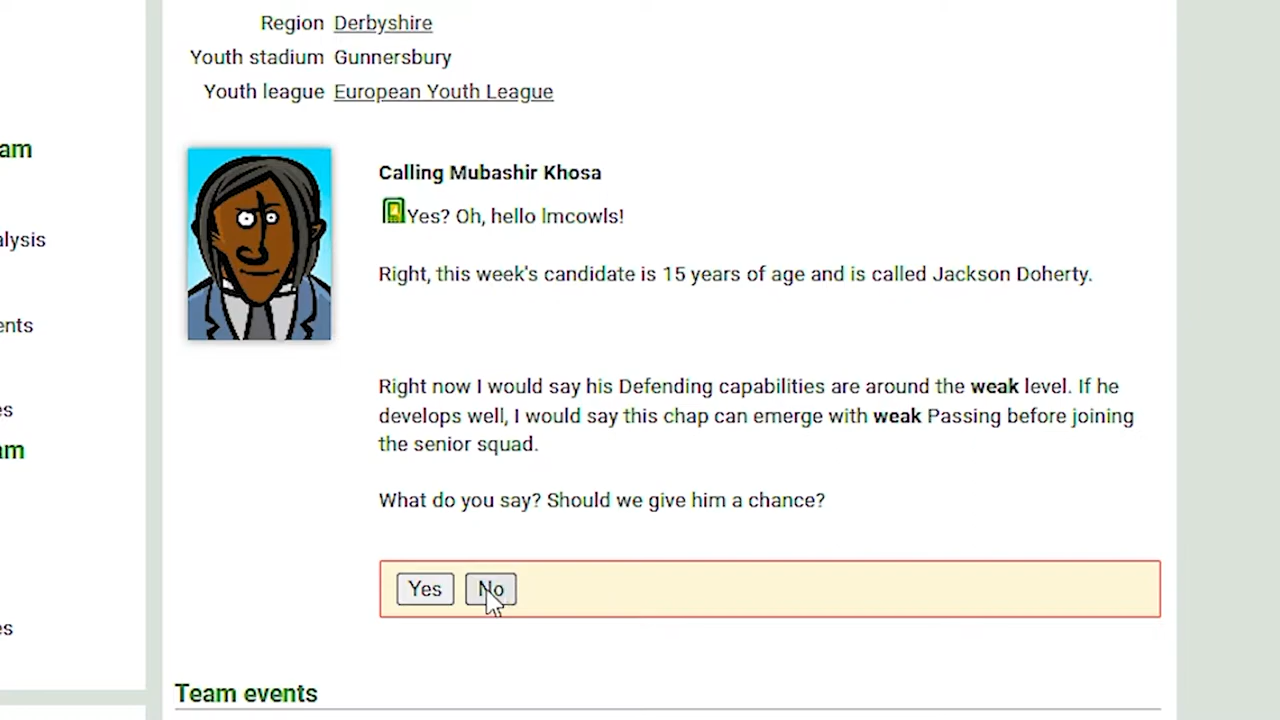 Region Derbyshire
Youth stadium Gunnersbury
Youth league European Youth League
am
Calling Mubashir Khosa
Yes? Oh, hello lmcowls!
alysis
Right, this week's candidate is 15 years of age and is called Jackson Doherty.
ents
Right now I would say his Defending capabilities are around the weak level. If he
es
develops well, I would say this chap can emerge with weak Passing before joining
am
the senior squad.
What do you say? Should we give him a chance?
Yes No
es
Team events